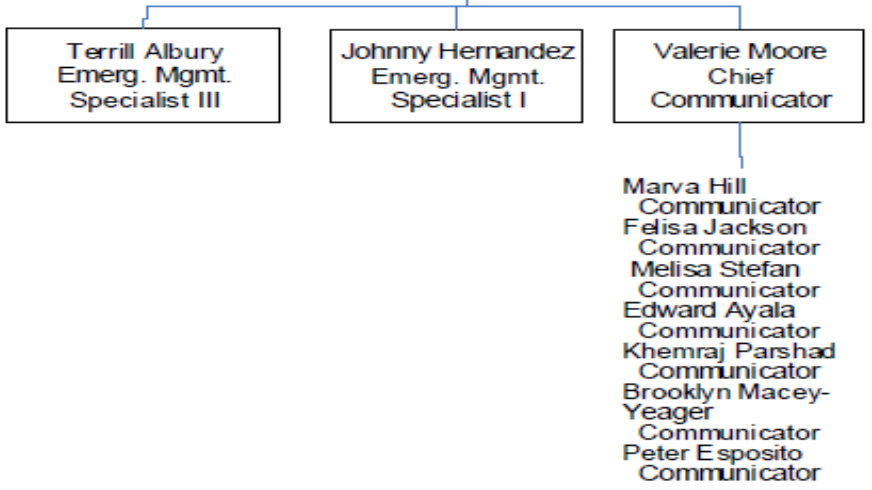 Terrill Albury
Emerg. Mgmt.
Specialist III
Johnny Hernandez
Emerg. Mgmt.
Specialist I
Valerie Moore
Chief
Communicator
Marva Hill
Communicator
Felisa Jackson
Communicator
Melisa Stefan
Communicator
Edward Ayala
Communicator
Khemraj Parshad
Communicator
Brooklyn Macey-
Yeager
Communicator
Peter Esposito
Communicator